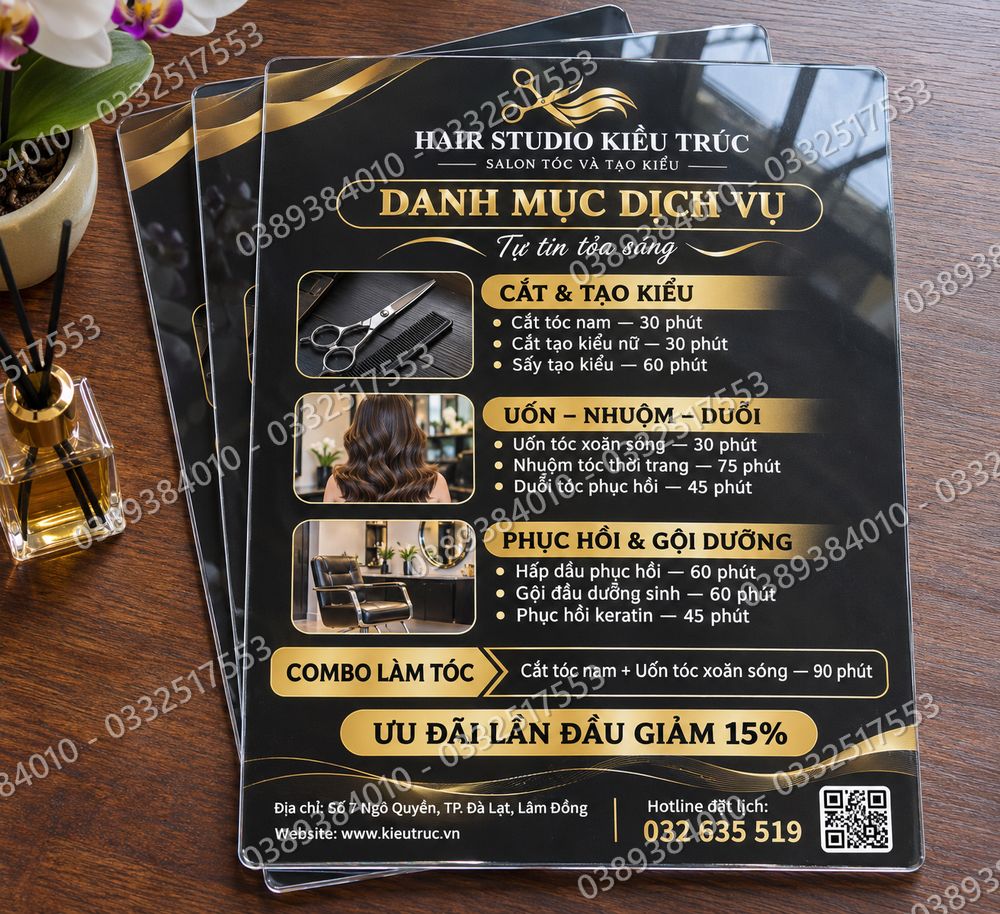 HAIR STUDIO KIỀU TRÚC
SALON TÓC VÀ TẠO KIỂU
DANH MỤC DỊCH VỤ
Tự tin tỏa sáng
CẮT & TẠO KIỂU
• Cắt tóc nam — 30 phút
• Cắt tạo kiểu nữ — 30 phút
• Sấy tạo kiểu — 60 phút
UỐN – NHUỘM – DUỖI
• Uốn tóc xoăn sóng — 30 phút
• Nhuộm tóc thời trang — 75 phút
• Duỗi tóc phục hồi — 45 phút
PHỤC HỒI & GỘI DƯỠNG
• Hấp dầu phục hồi — 60 phút
• Gội đầu dưỡng sinh — 60 phút
• Phục hồi keratin — 45 phút
COMBO LÀM TÓC
Cắt tóc nam + Uốn tóc xoăn sóng — 90 phút
ƯU ĐÃI LẦN ĐẦU GIẢM 15%
Địa chỉ: Số 7 Ngô Quyền, TP. Đà Lạt, Lâm Đồng
Website: www.kieutruc.vn
Hotline đặt lịch:
032 635 519
0389384010 - 0332517553